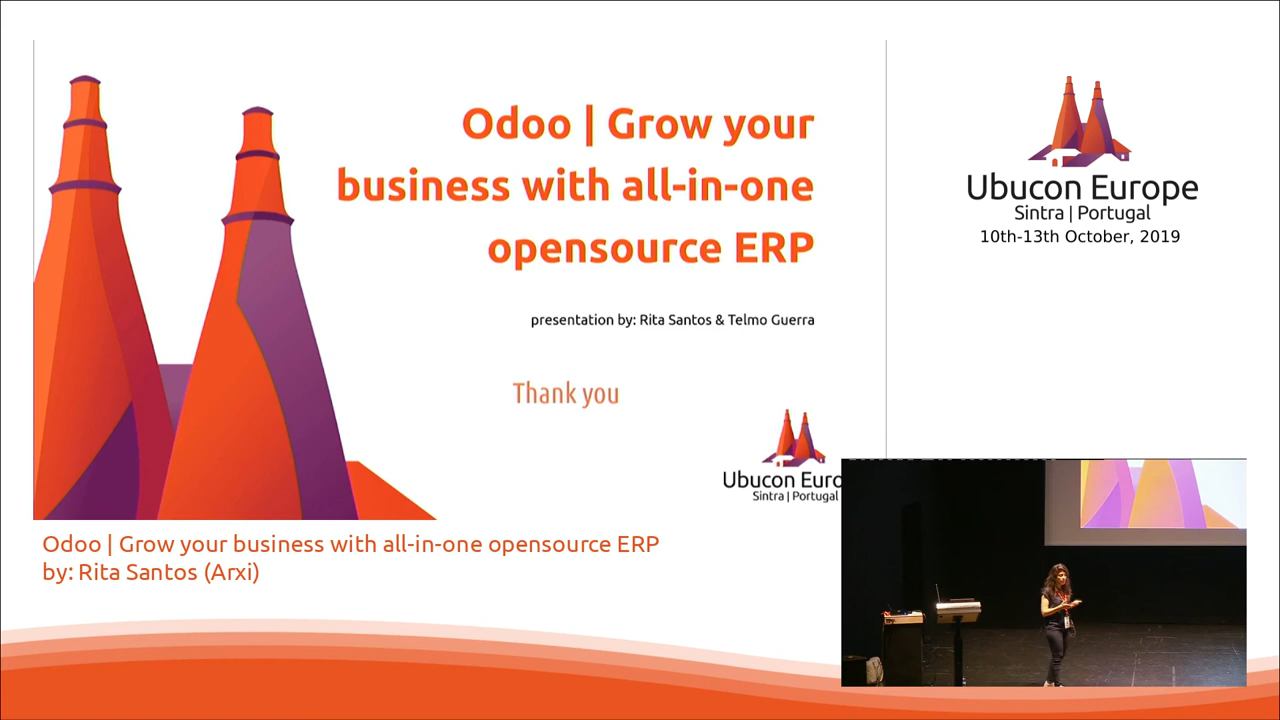 Odoo | Grow your
business with all-in-one
opensource ERP
presentation by: Rita Santos & Telmo Guerra
Thank you
Ubucon Euro
Sintra | Portugal
Ubucon Europe
Sintra | Portugal
10th-13th October, 2019
Odoo | Grow your business with all-in-one opensource ERP
by: Rita Santos (Arxi)